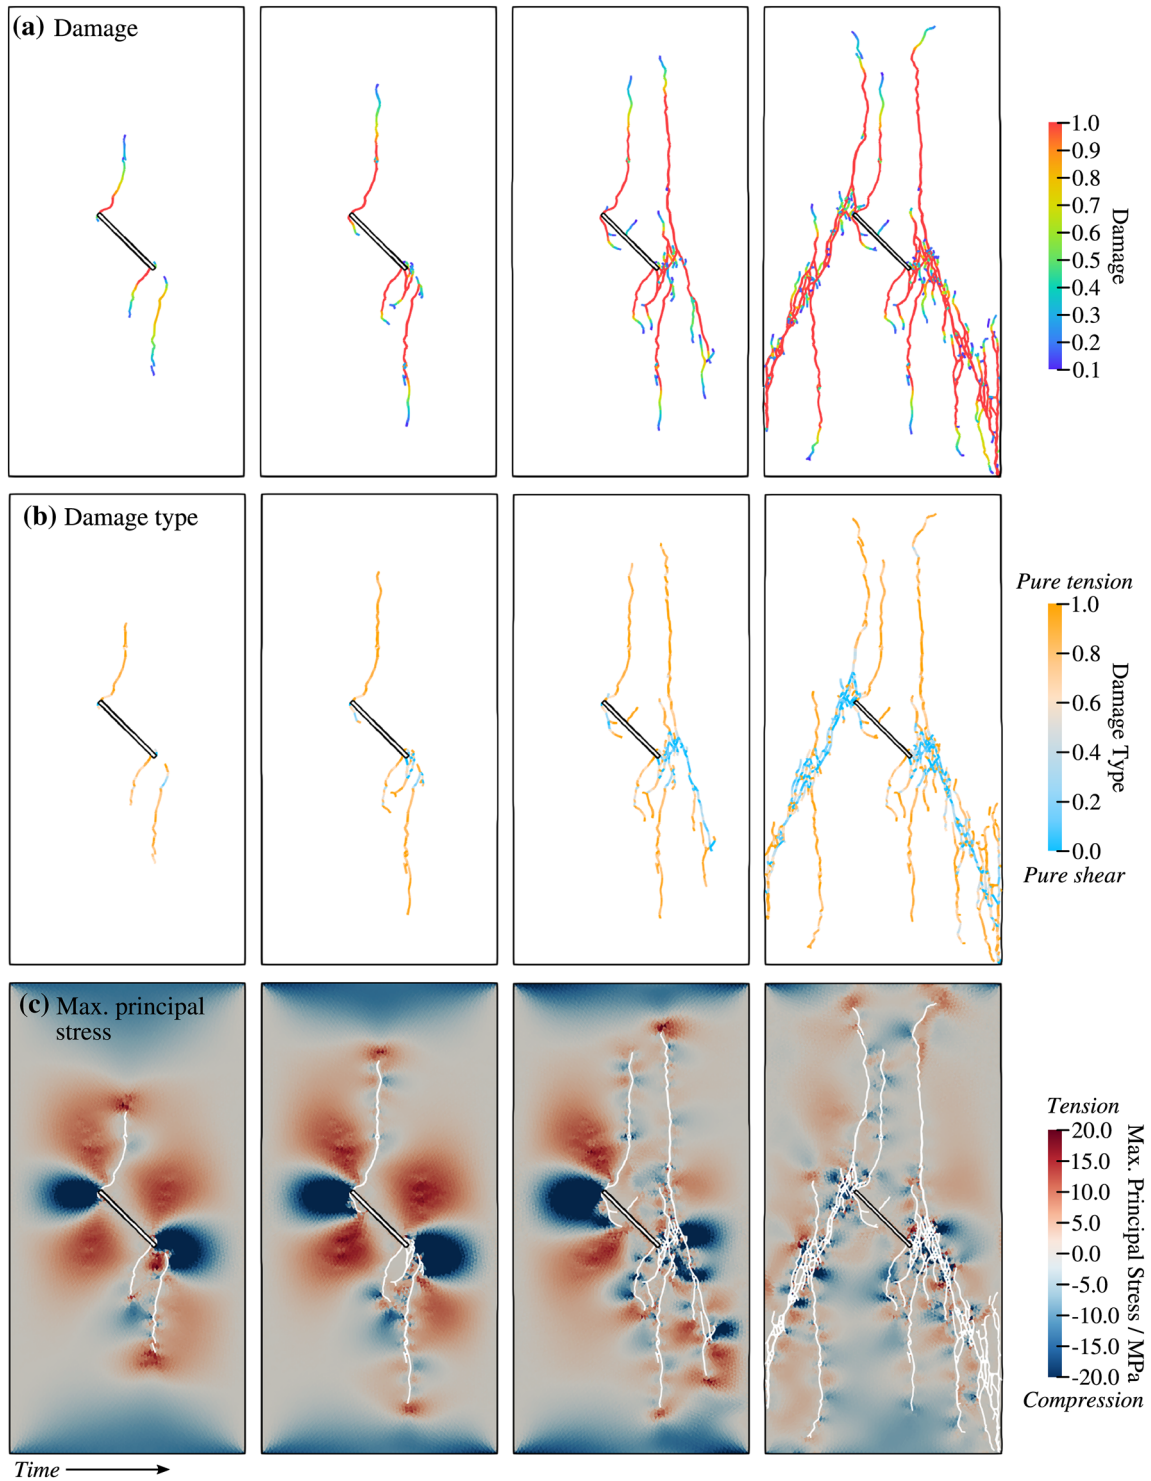 (a) Damage
1.0
0.9
0.8
0.7
0.6
0.5
0.4
0.3
0.2
0.1
Damage
(b) Damage type
Pure tension
1.0
0.8
0.6
0.4
0.2
0.0
Damage Type
Pure shear
(c) Max. principal
stress
Tension
20.0
15.0
10.0
5.0
0.0
-5.0
-10.0
-15.0
-20.0
Max. Principal Stress / MPa
Compression
Time